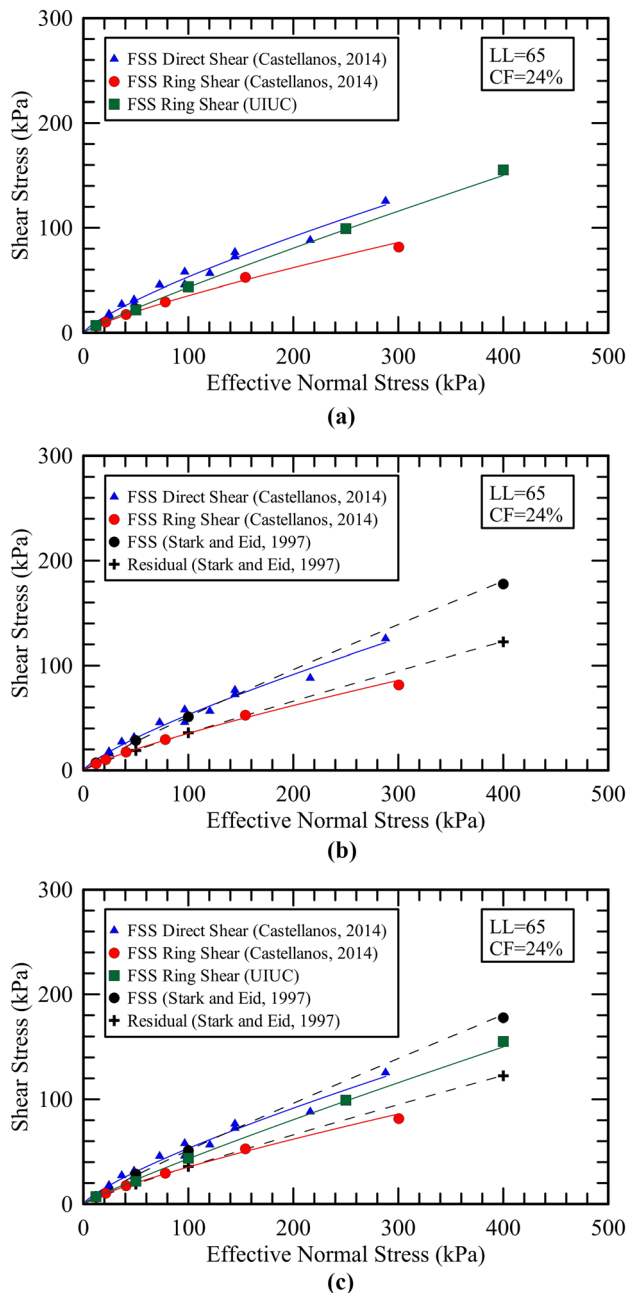 300
200
100
0
Shear Stress (kPa)
FSS Direct Shear (Castellanos, 2014)
FSS Ring Shear (Castellanos, 2014)
FSS Ring Shear (UIUC)
LL=65
CF=24%
0 100 200 300 400 500
Effective Normal Stress (kPa)
(a)
300
200
100
0
Shear Stress (kPa)
FSS Direct Shear (Castellanos, 2014)
FSS Ring Shear (Castellanos, 2014)
FSS (Stark and Eid, 1997)
Residual (Stark and Eid, 1997)
LL=65
CF=24%
0 100 200 300 400 500
Effective Normal Stress (kPa)
(b)
300
200
100
0
Shear Stress (kPa)
FSS Direct Shear (Castellanos, 2014)
FSS Ring Shear (Castellanos, 2014)
FSS Ring Shear (UIUC)
FSS (Stark and Eid, 1997)
Residual (Stark and Eid, 1997)
LL=65
CF=24%
0 100 200 300 400 500
Effective Normal Stress (kPa)
(c)